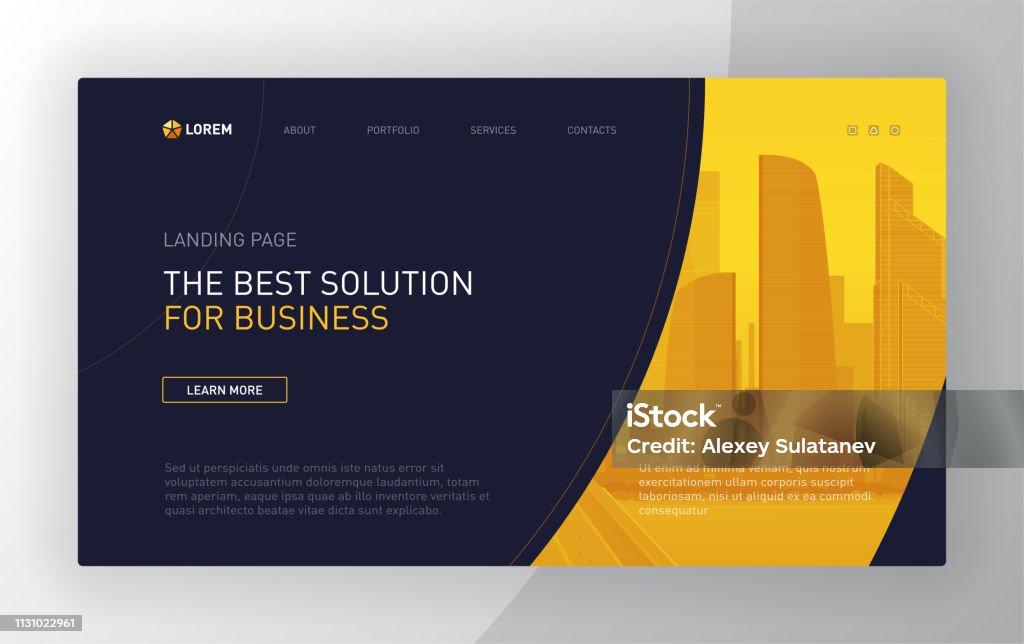 LOREM
ABOUT
PORTFOLIO
SERVICES
CONTACTS
LANDING PAGE
THE BEST SOLUTION
FOR BUSINESS
LEARN MORE
Sed ut perspiciatis unde omnis iste natus error sit
voluptatem accusantium doloremque laudantium, totam
rem aperiam, eaque ipsa quae ab illo inventore veritatis et
quasi architecto beatae vitae dicta sunt explicabo.
iStock™
Credit: Alexey Sulatanev
Ut enim ad minima veniam, quis nostrum
exercitationem ullam corporis suscipit
laboriosam, nisi ut aliquid ex ea commodi
consequatur
1131022961